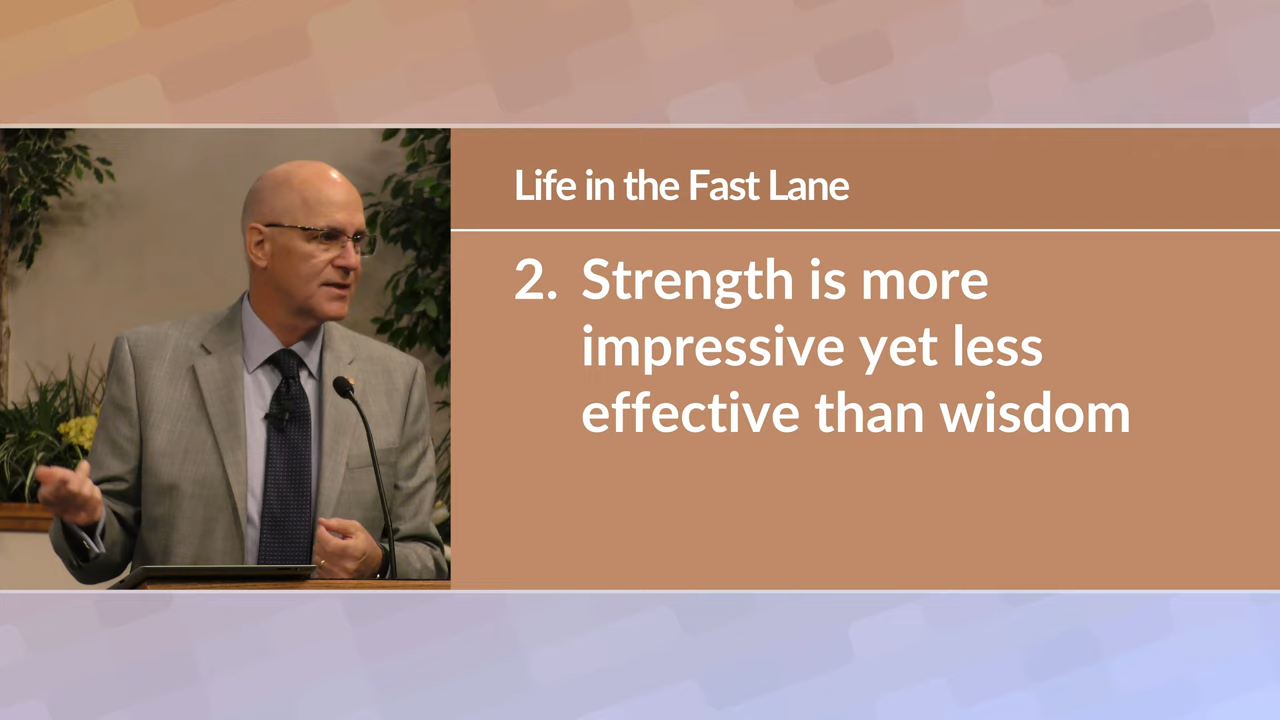 Life in the Fast Lane
2. Strength is more
impressive yet less
effective than wisdom